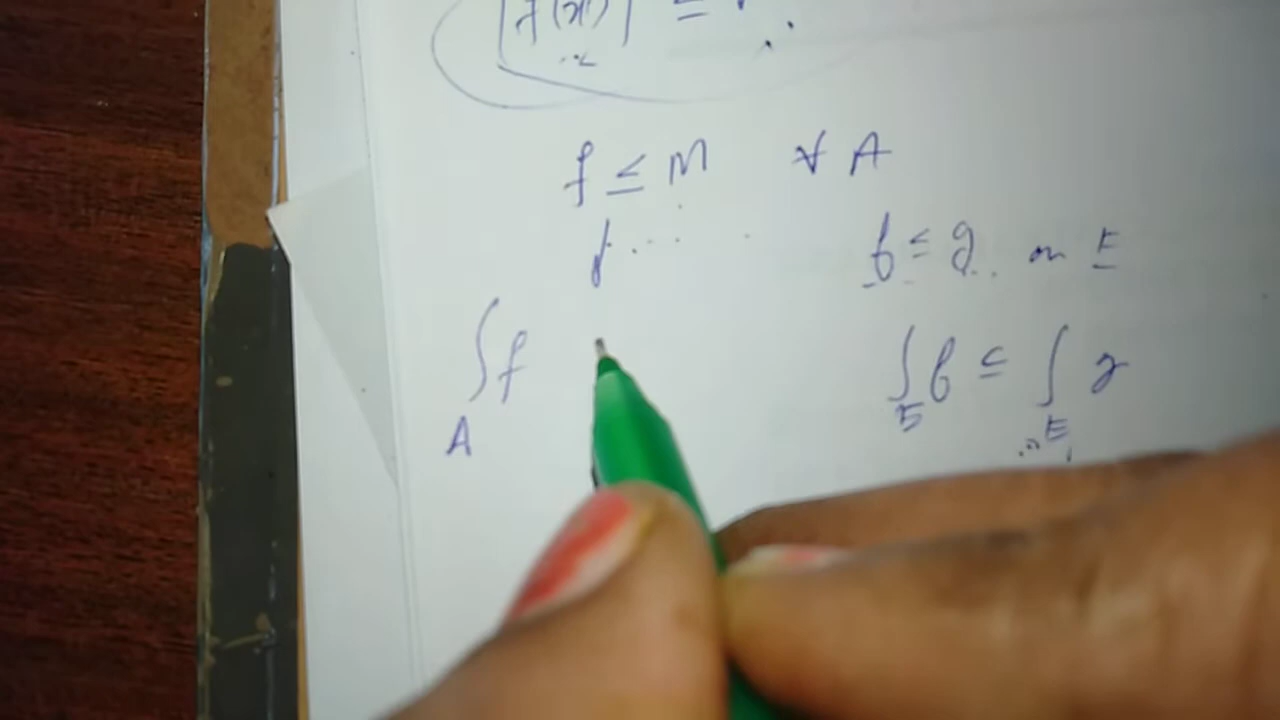 |f(x)| ≤
f ≤ M ∀ A
f
f ≤ g on E
∫ f
A
∫ f ≤ ∫ g
E E